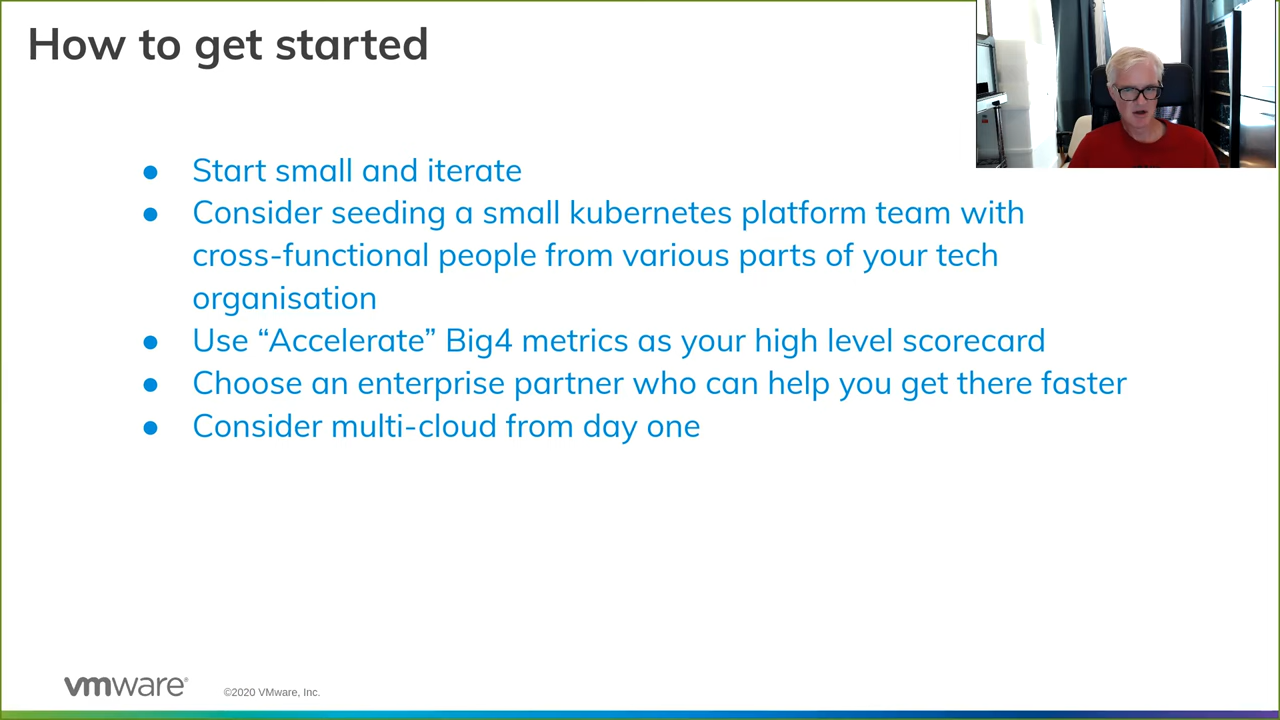 How to get started
● Start small and iterate
● Consider seeding a small kubernetes platform team with
cross-functional people from various parts of your tech
organisation
● Use “Accelerate” Big4 metrics as your high level scorecard
● Choose an enterprise partner who can help you get there faster
● Consider multi-cloud from day one
vmware®
©2020 VMware, Inc.